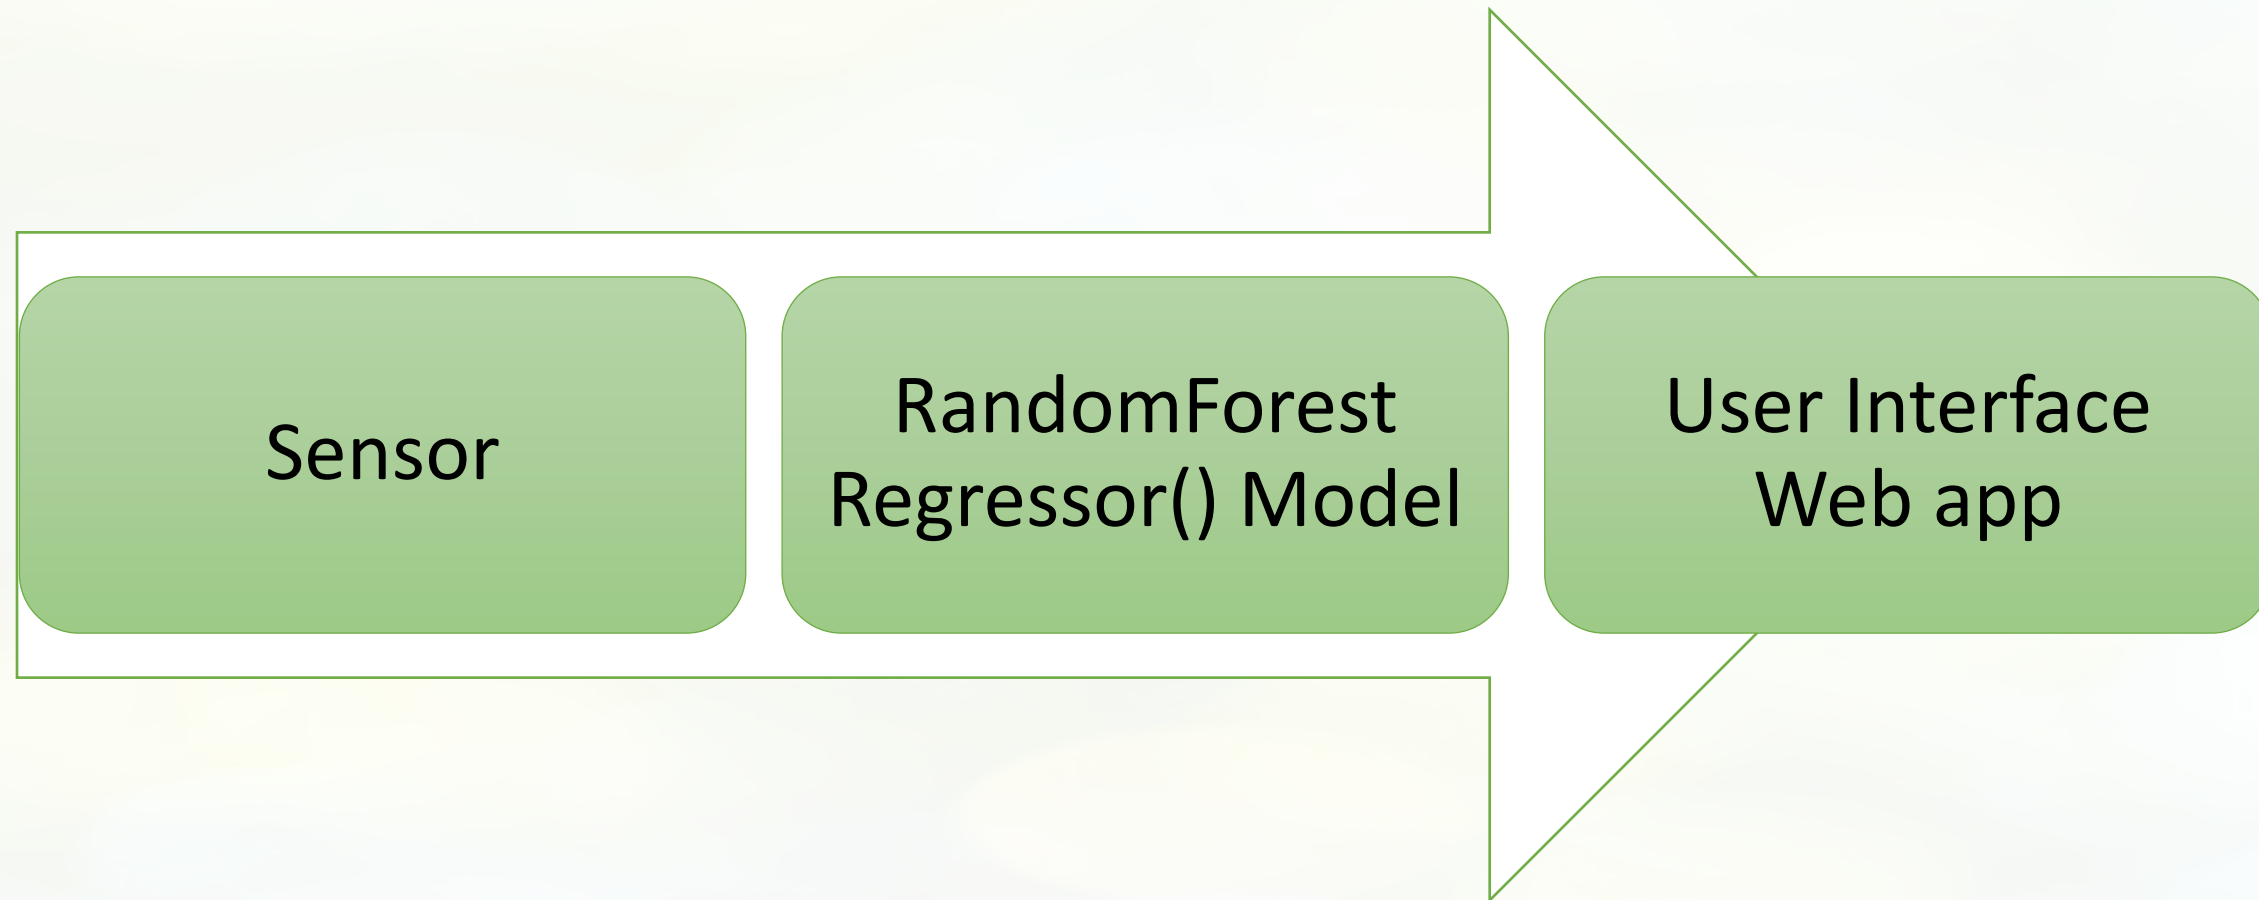 Sensor
RandomForest
Regressor() Model
User Interface
Web app